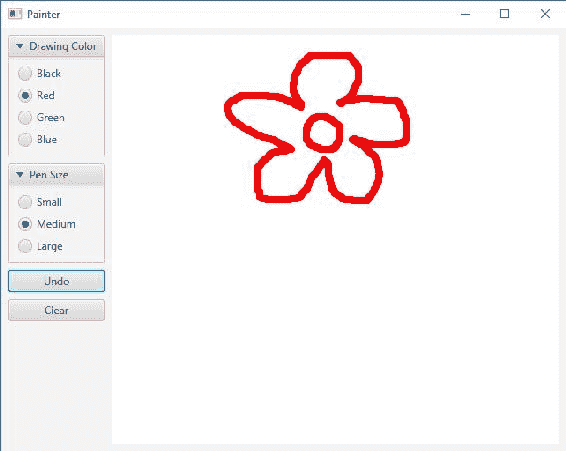 Painter
Drawing Color
Black
Red
Green
Blue
Pen Size
Small
Medium
Large
Undo
Clear